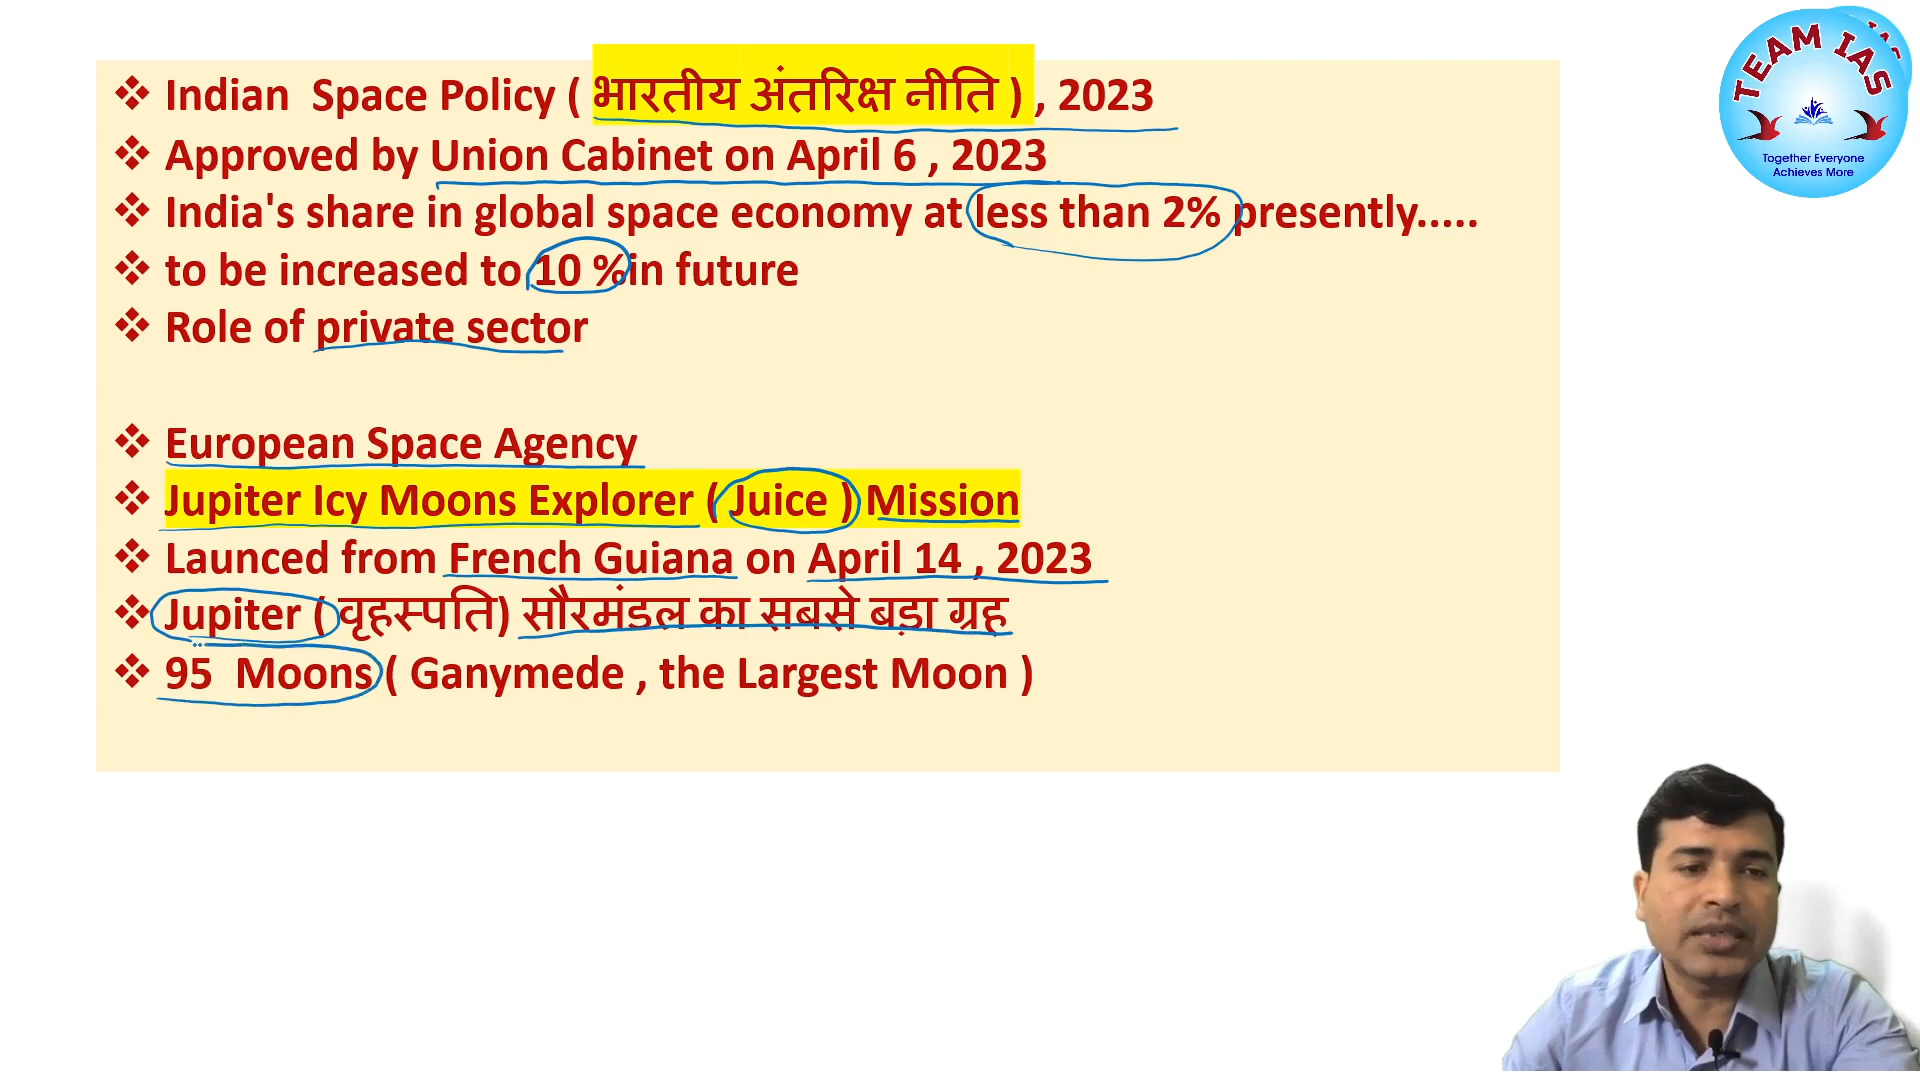 ❖ Indian Space Policy ( भारतीय अंतरिक्ष नीति ) , 2023
❖ Approved by Union Cabinet on April 6 , 2023
❖ India's share in global space economy at less than 2% presently.....
❖ to be increased to 10 %in future
❖ Role of private sector
❖ European Space Agency
❖ Jupiter Icy Moons Explorer ( Juice ) Mission
❖ Launced from French Guiana on April 14 , 2023
❖ Jupiter ( वृहस्पति) सौरमंडल का सबसे बड़ा ग्रह
❖ 95 Moons ( Ganymede , the Largest Moon )
TEAM IAS
Together Everyone
Achieves More